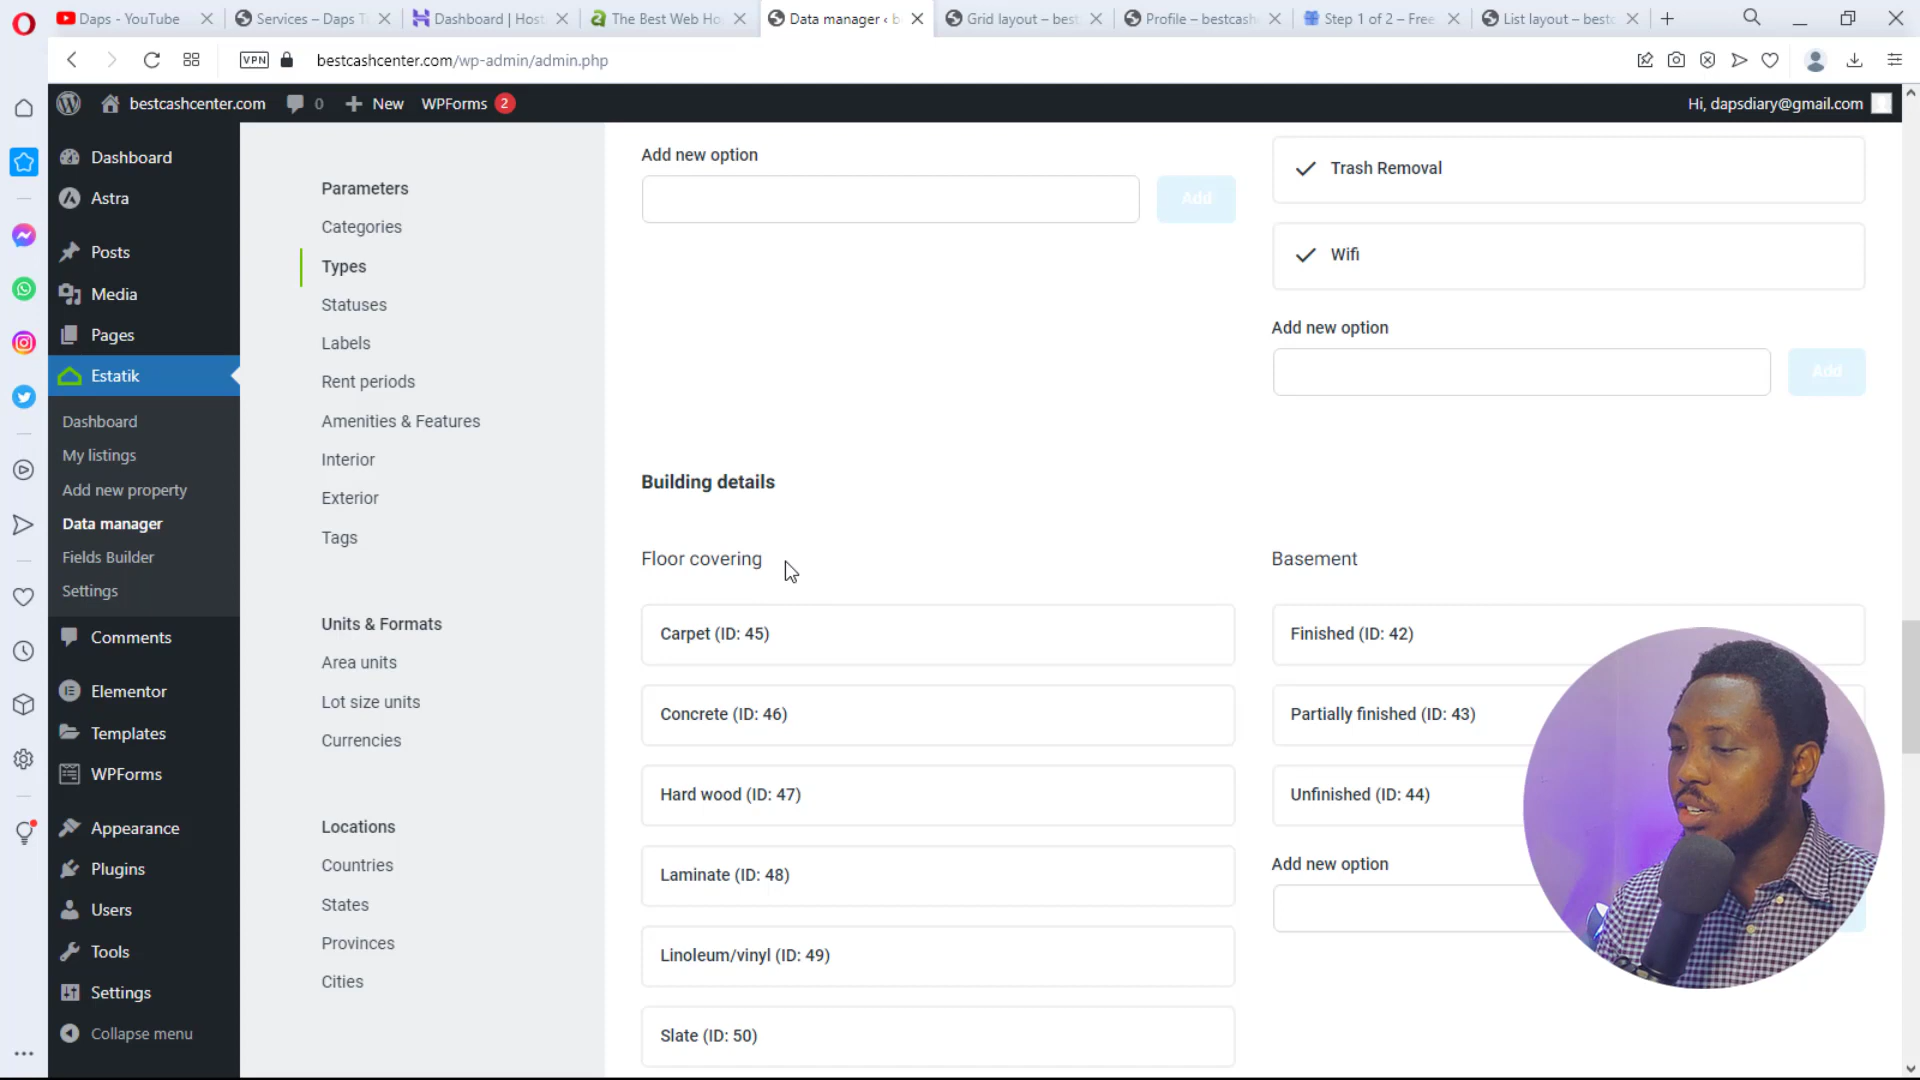 Daps - YouTube
Services – Daps T
Dashboard | Host
The Best Web Ho
Data manager ‹ b
Grid layout – best
Profile – bestcash
Step 1 of 2 – Free
List layout – bestc
VPN
bestcashcenter.com/wp-admin/admin.php
bestcashcenter.com
0
New
WPForms
2
Hi, dapsdiary@gmail.com
Dashboard
Astra
Posts
Media
Pages
Estatik
Dashboard
My listings
Add new property
Data manager
Fields Builder
Settings
Comments
Elementor
Templates
WPForms
Appearance
Plugins
Users
Tools
Settings
Collapse menu
Parameters
Categories
Types
Statuses
Labels
Rent periods
Amenities & Features
Interior
Exterior
Tags
Units & Formats
Area units
Lot size units
Currencies
Locations
Countries
States
Provinces
Cities
Add new option
Add
Trash Removal
Wifi
Add new option
Add
Building details
Floor covering
Carpet (ID: 45)
Concrete (ID: 46)
Hard wood (ID: 47)
Laminate (ID: 48)
Linoleum/vinyl (ID: 49)
Slate (ID: 50)
Basement
Finished (ID: 42)
Partially finished (ID: 43)
Unfinished (ID: 44)
Add new option